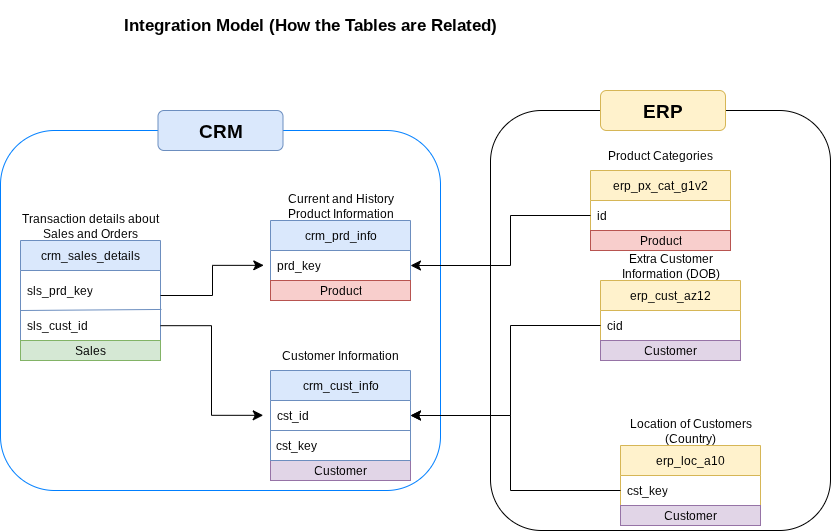 Integration Model (How the Tables are Related)
CRM
Transaction details about
Sales and Orders
crm_sales_details
sls_prd_key
sls_cust_id
Sales
Current and History
Product Information
crm_prd_info
prd_key
Product
Customer Information
crm_cust_info
cst_id
cst_key
Customer
ERP
Product Categories
erp_px_cat_g1v2
id
Product
Extra Customer
Information (DOB)
erp_cust_az12
cid
Customer
Location of Customers
(Country)
erp_loc_a10
cst_key
Customer